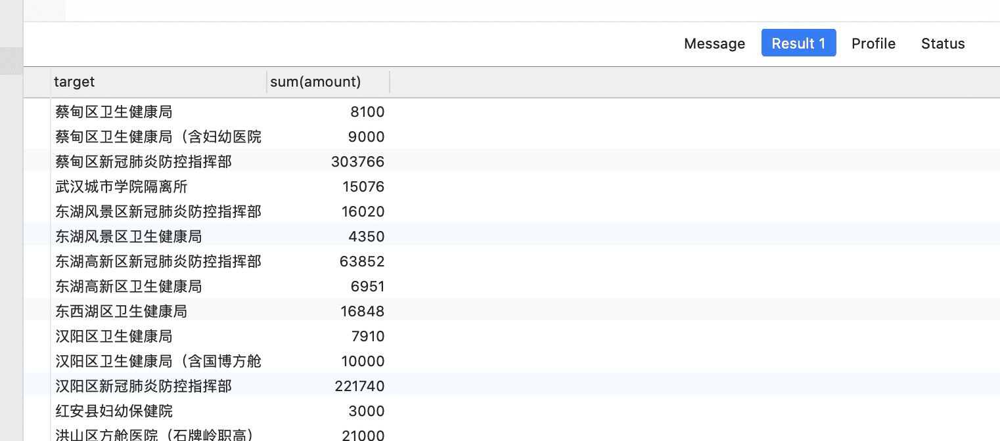 Message Result 1 Profile Status
target sum(amount)
蔡甸区卫生健康局 8100
蔡甸区卫生健康局（含妇幼医院 9000
蔡甸区新冠肺炎防控指挥部 303766
武汉城市学院隔离所 15076
东湖风景区新冠肺炎防控指挥部 16020
东湖风景区卫生健康局 4350
东湖高新区新冠肺炎防控指挥部 63852
东湖高新区卫生健康局 6951
东西湖区卫生健康局 16848
汉阳区卫生健康局 7910
汉阳区卫生健康局（含国博方舱 10000
汉阳区新冠肺炎防控指挥部 221740
红安县妇幼保健院 3000
洪山区方舱医院（石牌岭职高） 21000